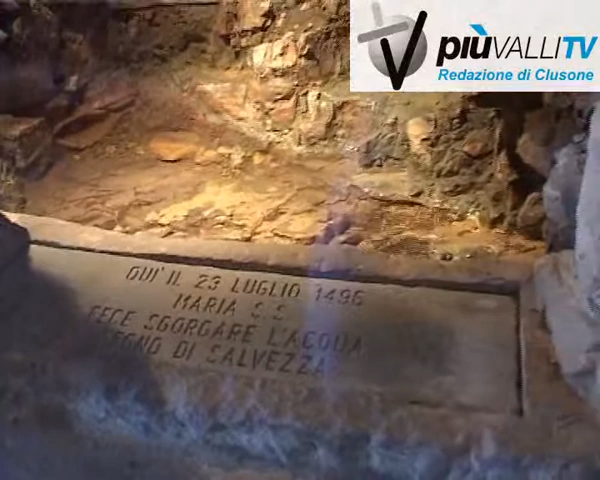 piùVALLITV
Redazione di Clusone
QUI' IL 23 LUGLIO 1496
MARIA S.S.
FECE SGORGARE L'ACQUA
SEGNO DI SALVEZZA